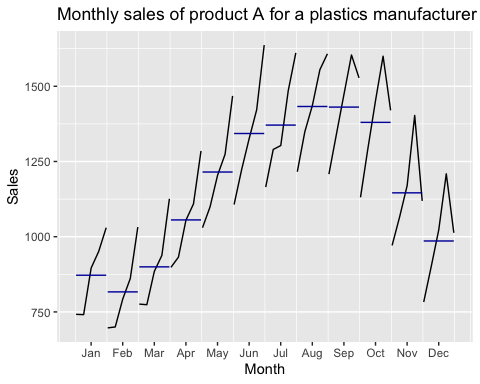 Monthly sales of product A for a plastics manufacturer
1500
1250
1000
750
Sales
Jan Feb Mar Apr May Jun Jul Aug Sep Oct Nov Dec
Month